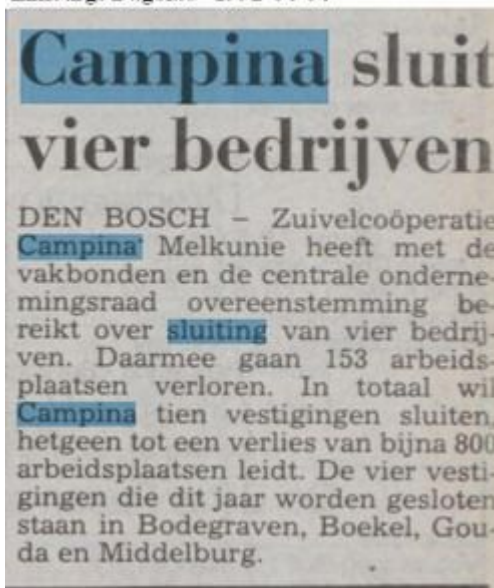 Campina sluit
vier bedrijven
DEN BOSCH – Zuivelcoöperatie
Campina Melkunie heeft met de
vakbonden en de centrale onderne-
mingsraad overeenstemming be-
reikt over sluiting van vier bedrij-
ven. Daarmee gaan 153 arbeids-
plaatsen verloren. In totaal wil
Campina tien vestigingen sluiten,
hetgeen tot een verlies van bijna 800
arbeidsplaatsen leidt. De vier vesti-
gingen die dit jaar worden gesloten
staan in Bodegraven, Boekel, Gou-
da en Middelburg.